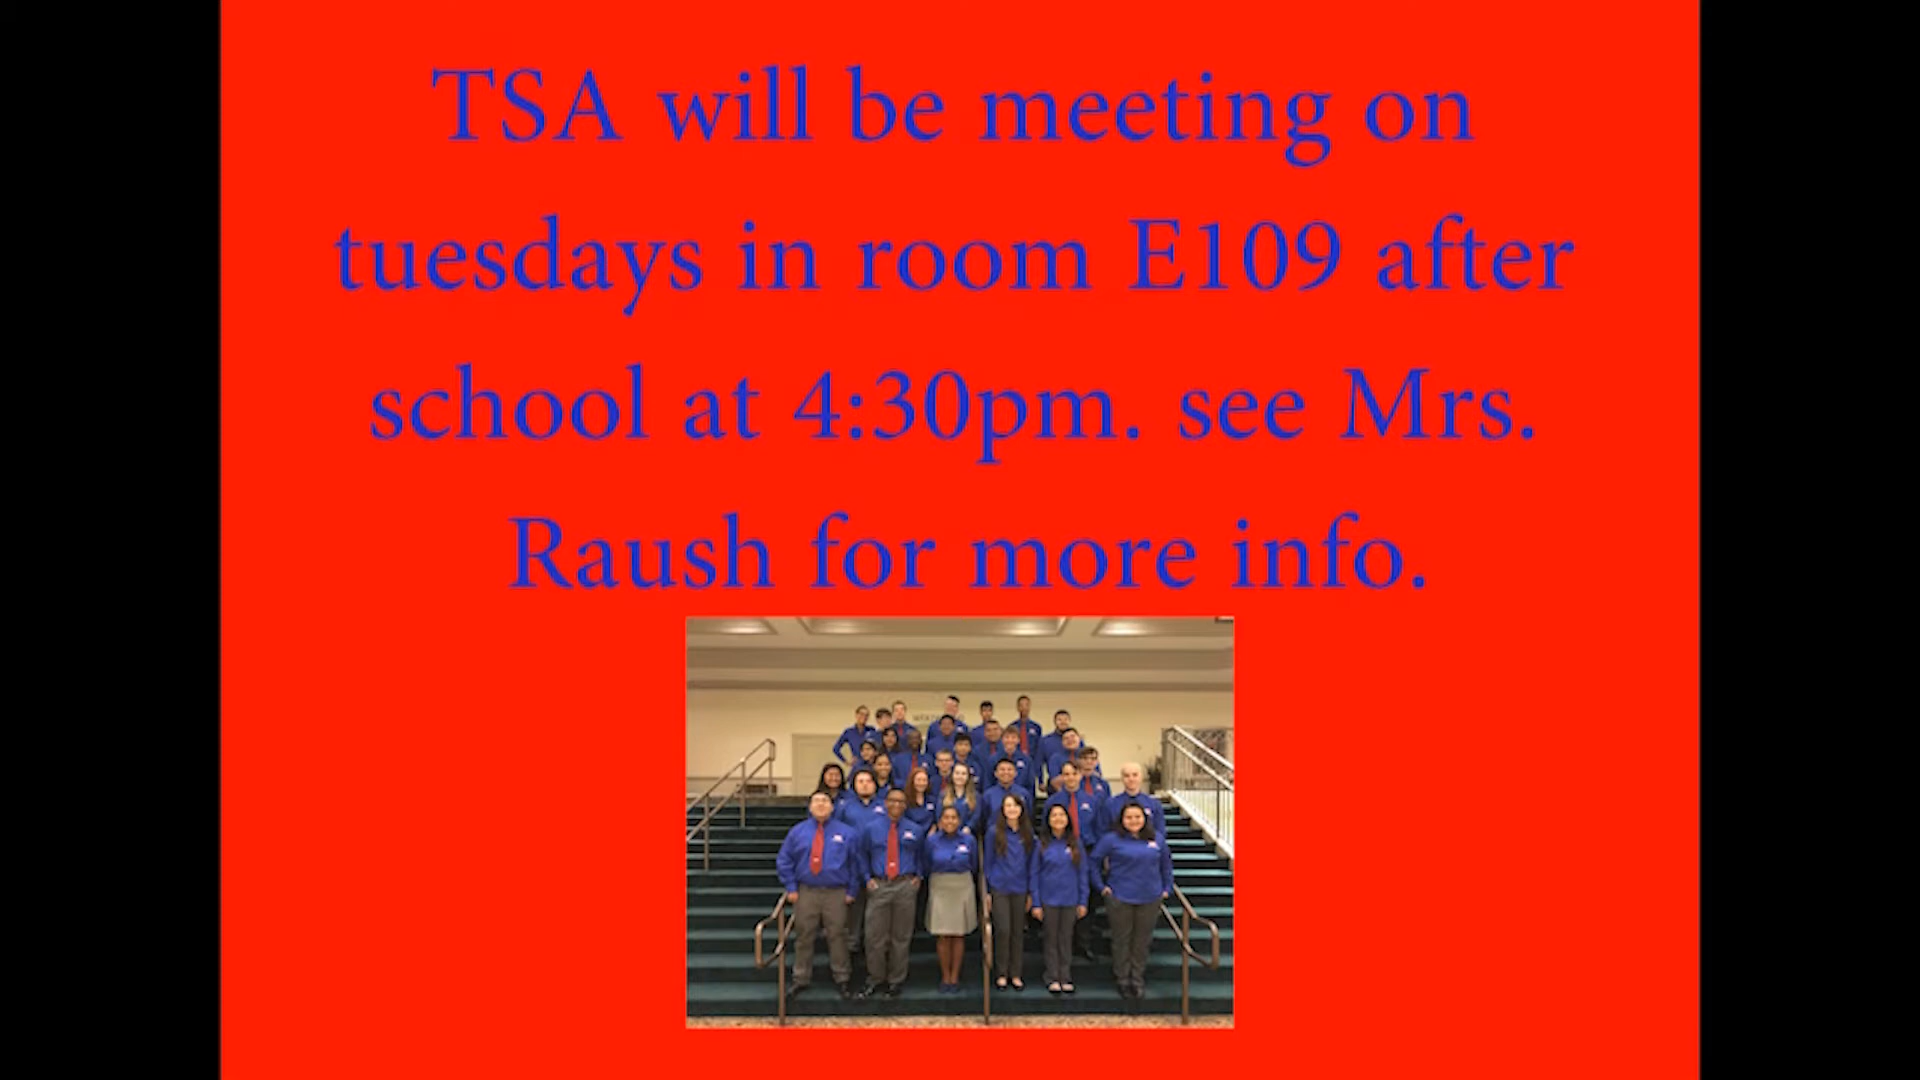 TSA will be meeting on
tuesdays in room E109 after
school at 4:30pm. see Mrs.
Raush for more info.